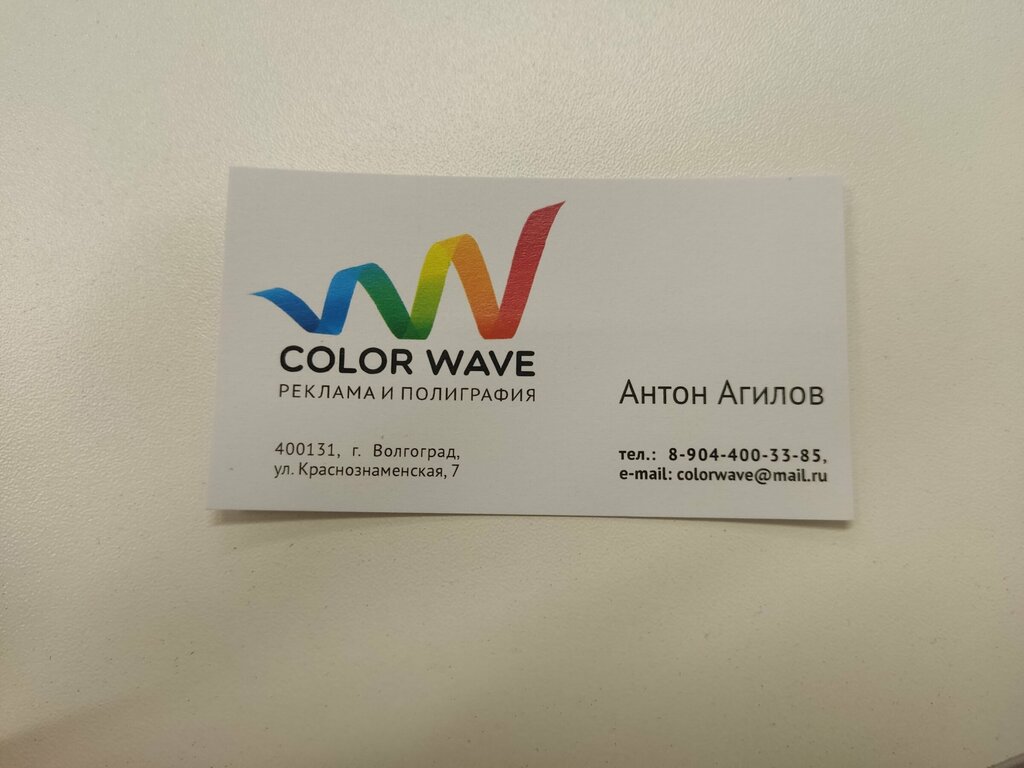 COLOR WAVE
РЕКЛАМА И ПОЛИГРАФИЯ
400131, г. Волгоград,
ул. Краснознаменская, 7
Антон Агилов
тел.: 8-904-400-33-85,
e-mail: colorwave@mail.ru